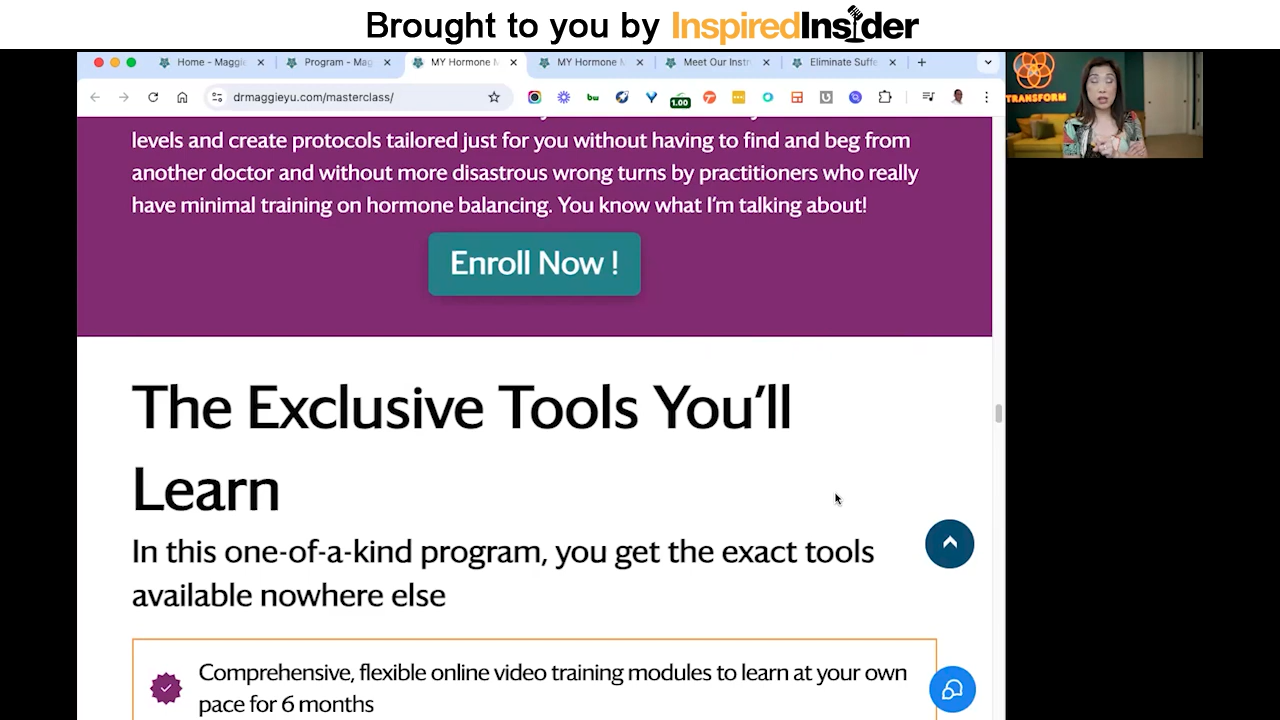 Brought to you by InspiredInsider
Home - Maggie
Program - Mag
MY Hormone M
MY Hormone M
Meet Our Instr
Eliminate Suffe
drmaggieyu.com/masterclass/
1.00
TRANSFORM
levels and create protocols tailored just for you without having to find and beg from
another doctor and without more disastrous wrong turns by practitioners who really
have minimal training on hormone balancing. You know what I'm talking about!
Enroll Now !
The Exclusive Tools You'll
Learn
In this one-of-a-kind program, you get the exact tools
available nowhere else
Comprehensive, flexible online video training modules to learn at your own
pace for 6 months